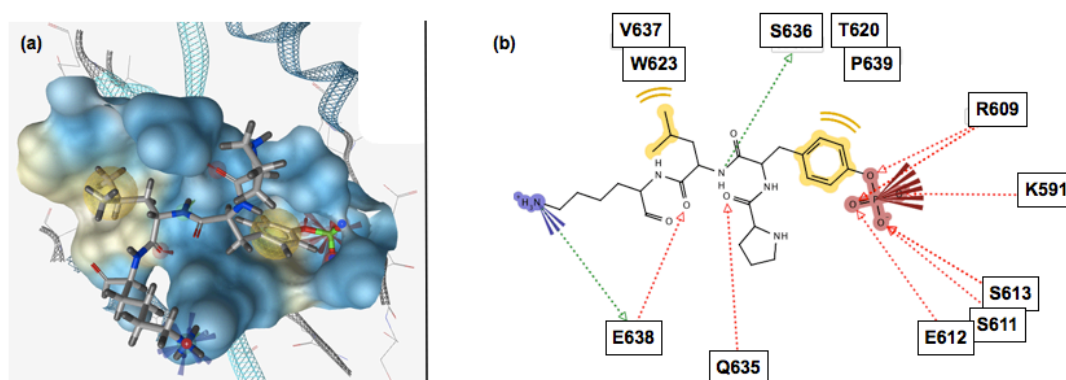 (a)
(b)
V637
W623
S636
T620
P639
R609
K591
S613
S611
E612
E638
Q635
O
O
N
H
N
H
O
H N
O
O
NH
O
NH
O
O
P
O